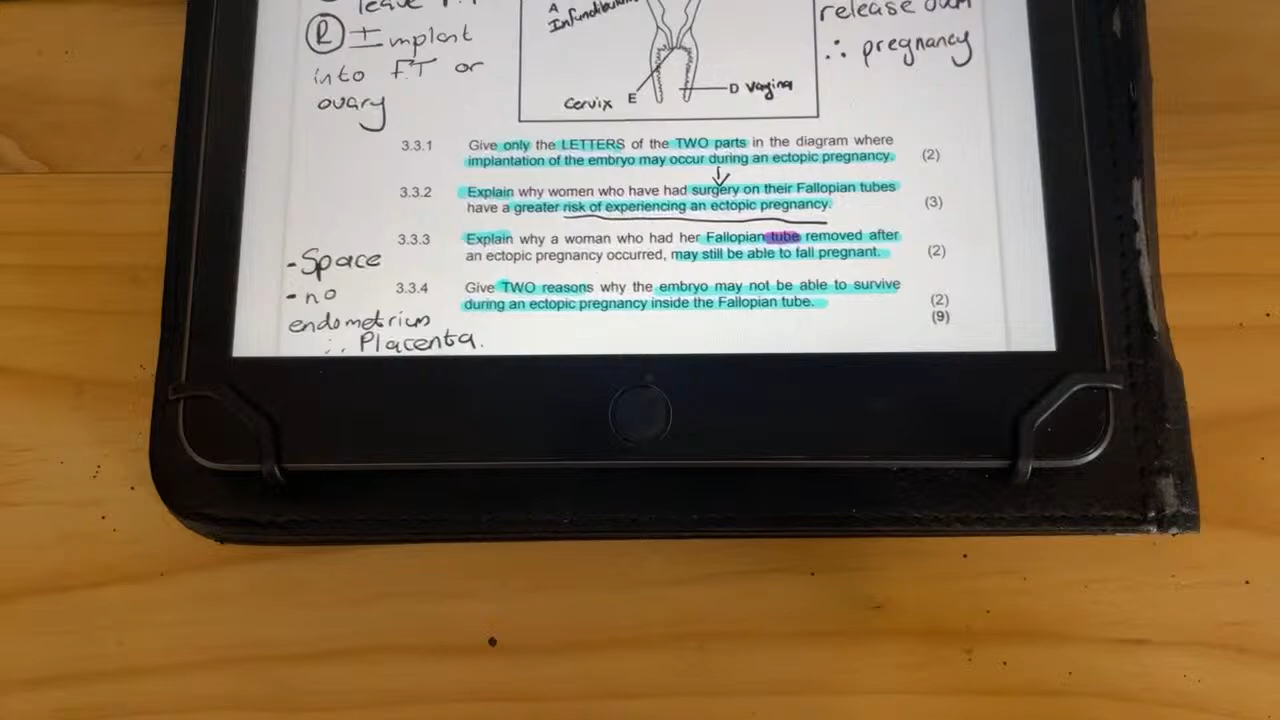 leave F.T
A
Infundibulum
release ovum
Ⓡ Implant
into F.T or
ovary
∴ pregnancy
Cervix E
D Vagina
3.3.1 Give only the LETTERS of the TWO parts in the diagram where
implantation of the embryo may occur during an ectopic pregnancy. (2)
3.3.2 Explain why women who have had surgery on their Fallopian tubes
have a greater risk of experiencing an ectopic pregnancy. (3)
3.3.3 Explain why a woman who had her Fallopian tube removed after
an ectopic pregnancy occurred, may still be able to fall pregnant. (2)
3.3.4 Give TWO reasons why the embryo may not be able to survive
during an ectopic pregnancy inside the Fallopian tube. (2)
(9)
- Space
- no
endometrium
∴ Placenta.